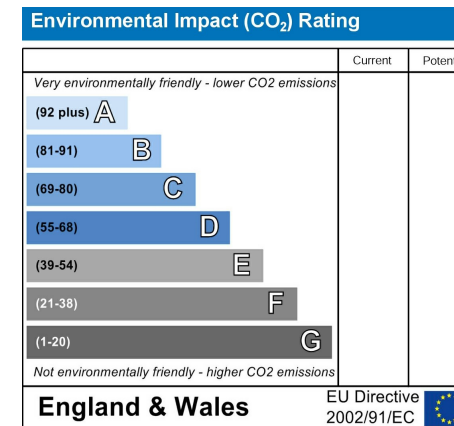 Environmental Impact (CO₂) Rating
Current Potent
Very environmentally friendly - lower CO2 emissions
(92 plus) A
(81-91) B
(69-80) C
(55-68) D
(39-54) E
(21-38) F
(1-20) G
Not environmentally friendly - higher CO2 emissions
England & Wales
EU Directive
2002/91/EC